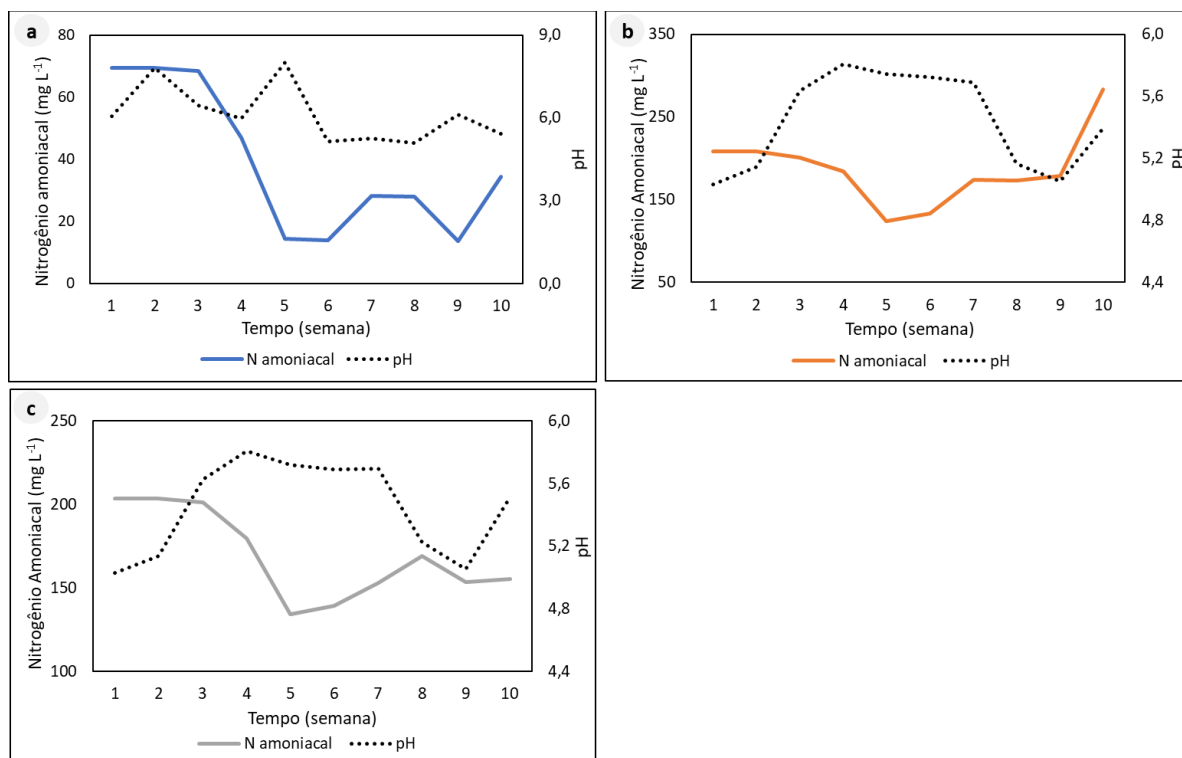 a
Nitrogênio amoniacal (mg L⁻¹)
80
60
40
20
0
9,0
6,0
3,0
0,0
pH
1 2 3 4 5 6 7 8 9 10
Tempo (semana)
N amoniacal pH
b
Nitrogênio Amoniacal (mg L⁻¹)
350
250
150
50
6,0
5,6
5,2
4,8
4,4
PH
1 2 3 4 5 6 7 8 9 10
Tempo (semana)
N amoniacal pH
c
Nitrogênio Amoniacal (mg L⁻¹)
250
200
150
100
6,0
5,6
5,2
4,8
4,4
pH
1 2 3 4 5 6 7 8 9 10
Tempo (semana)
N amoniacal pH